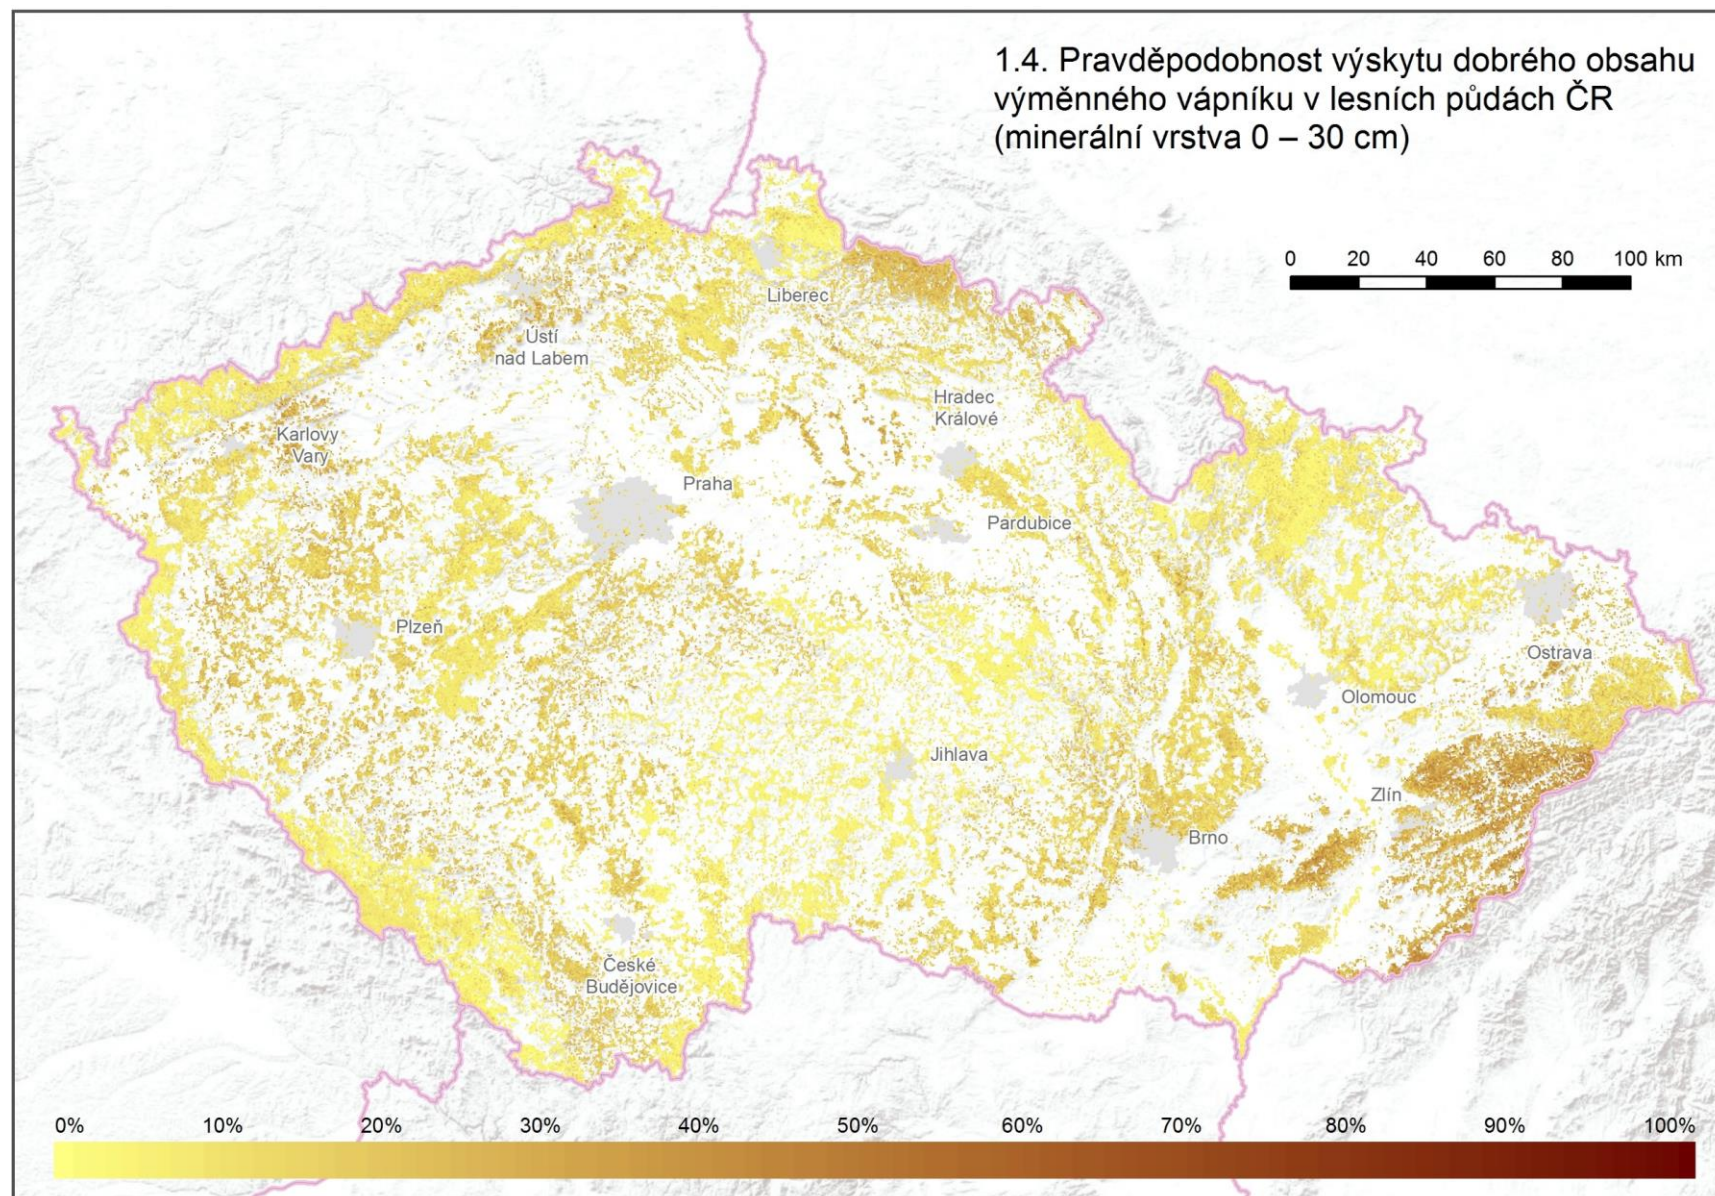 1.4. Pravděpodobnost výskytu dobrého obsahu
výměnného vápníku v lesních půdách ČR
(minerální vrstva 0 – 30 cm)
0 20 40 60 80 100 km
Liberec
Ústí
nad Labem
Hradec
Králové
Karlovy
Vary
Praha
Pardubice
Plzeň
Ostrava
Olomouc
Jihlava
Zlín
Brno
České
Budějovice
0% 10% 20% 30% 40% 50% 60% 70% 80% 90% 100%